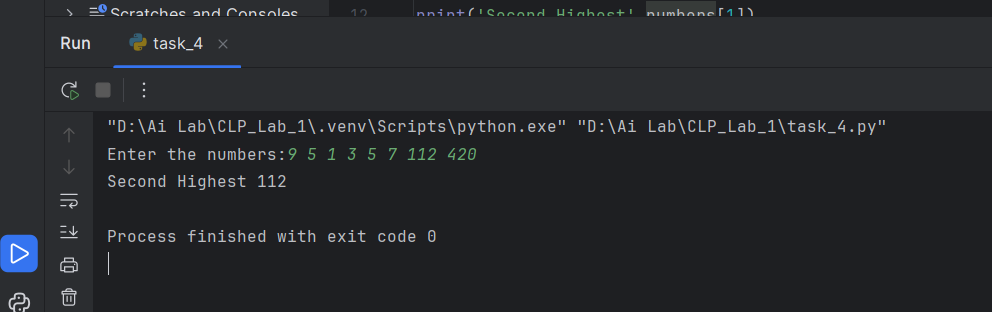 Scratches and Consoles
12 print('Second Highest',numbers[1])
Run task_4
"D:\Ai Lab\CLP_Lab_1\.venv\Scripts\python.exe" "D:\Ai Lab\CLP_Lab_1\task_4.py"
Enter the numbers:9 5 1 3 5 7 112 420
Second Highest 112
Process finished with exit code 0